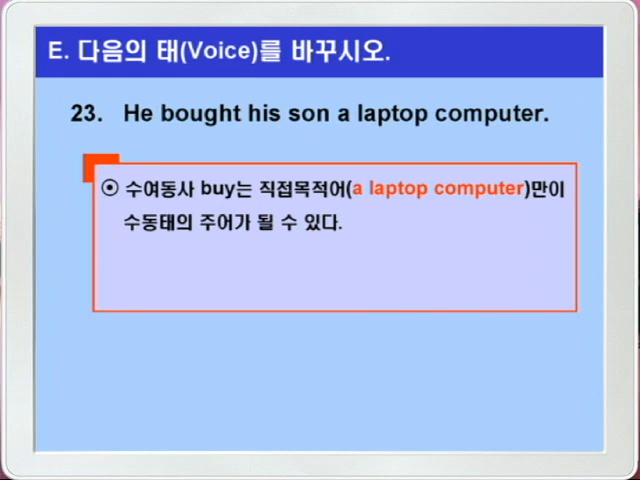 E. 다음의 태(Voice)를 바꾸시오.
23. He bought his son a laptop computer.
⊙ 수여동사 buy는 직접목적어(a laptop computer)만이
수동태의 주어가 될 수 있다.